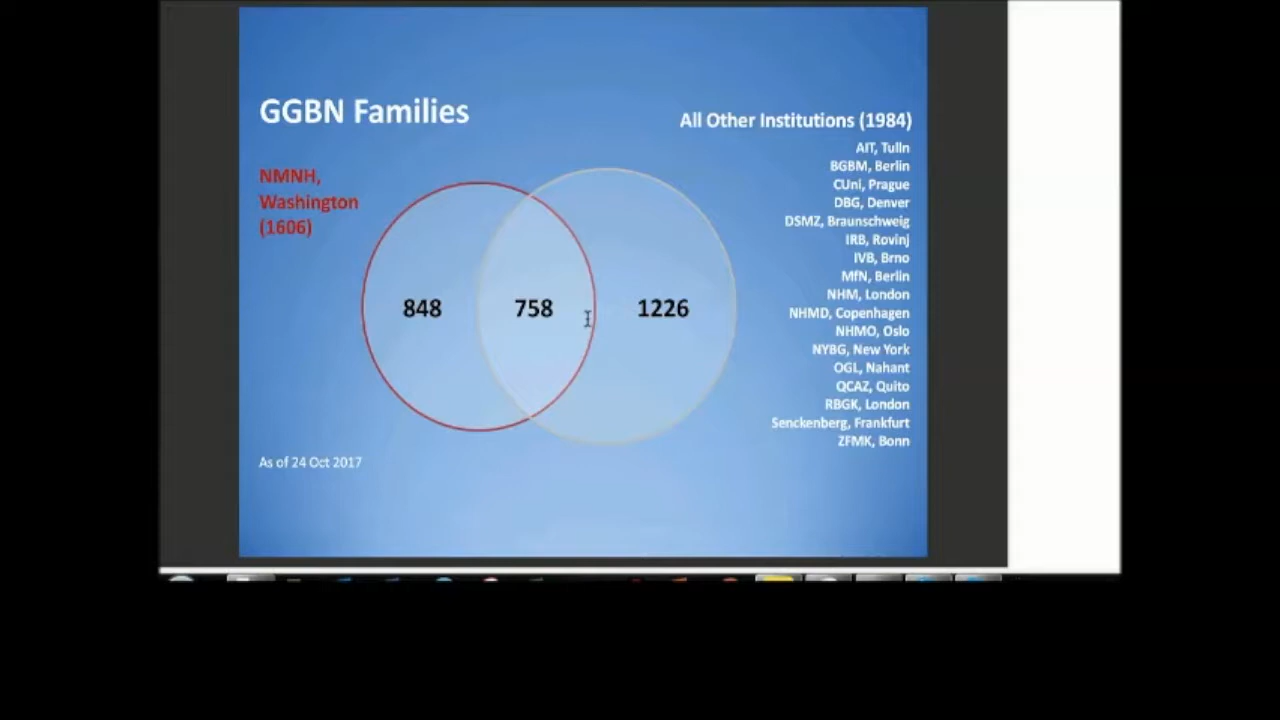 GGBN Families
All Other Institutions (1984)
NMNH,
Washington
(1606)
848
758
1226
AIT, Tulln
BGBM, Berlin
CUni, Prague
DBG, Denver
DSMZ, Braunschweig
IRB, Rovinj
IVB, Brno
MfN, Berlin
NHM, London
NHMD, Copenhagen
NHMO, Oslo
NYBG, New York
OGL, Nahant
QCAZ, Quito
RBGK, London
Senckenberg, Frankfurt
ZFMK, Bonn
As of 24 Oct 2017